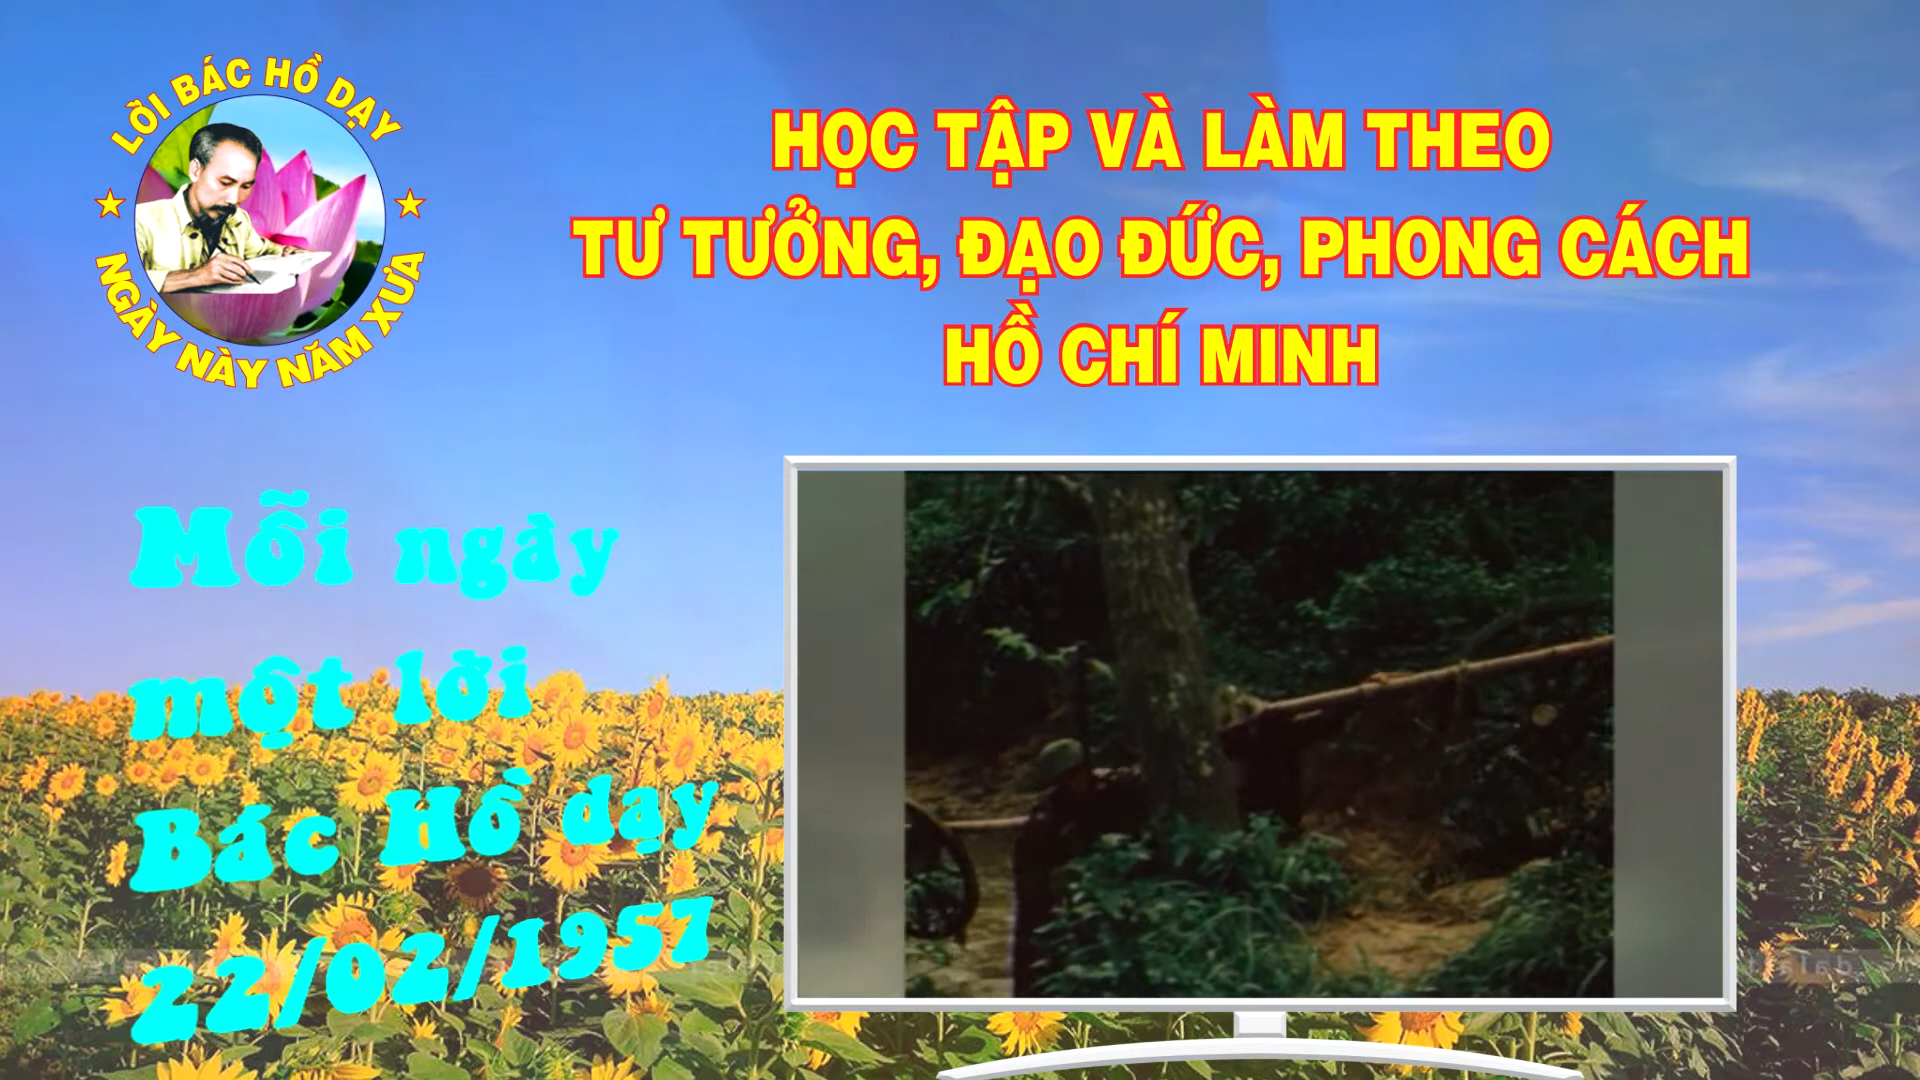 LỜI BÁC HỒ DẠY
NGÀY NÀY NĂM XƯA
HỌC TẬP VÀ LÀM THEO
TƯ TƯỞNG, ĐẠO ĐỨC, PHONG CÁCH
HỒ CHÍ MINH
Mỗi ngày
một lời
Bác Hồ dạy
22/02/1957